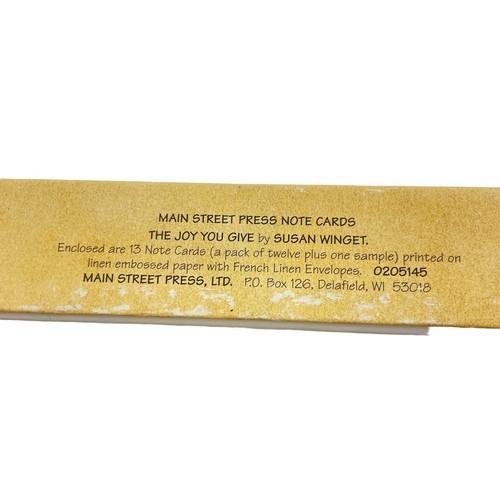 MAIN STREET PRESS NOTE CARDS
THE JOY YOU GIVE by SUSAN WINGET.
Enclosed are 13 Note Cards (a pack of twelve plus one sample) printed on
linen embossed paper with French Linen Envelopes. 0205145
MAIN STREET PRESS, LTD. P.O. Box 126, Delafield, WI 53018